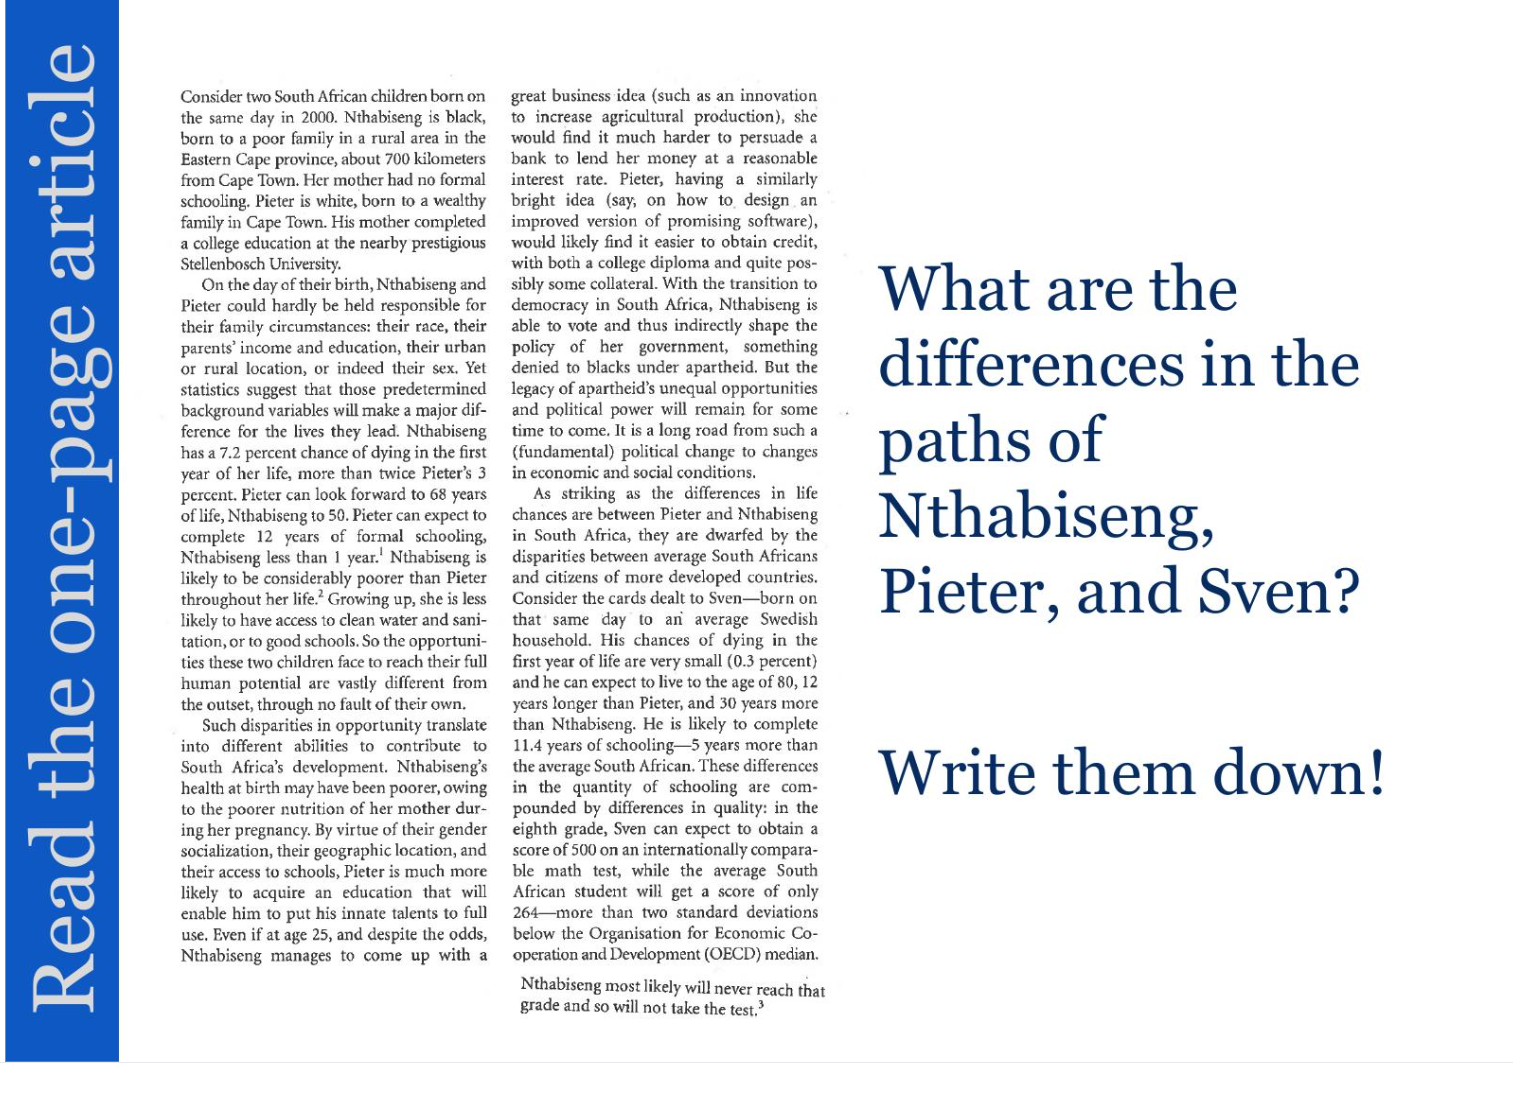 Read the one-page article
Consider two South African children born on
the same day in 2000. Nthabiseng is black,
born to a poor family in a rural area in the
Eastern Cape province, about 700 kilometers
from Cape Town. Her mother had no formal
schooling. Pieter is white, born to a wealthy
family in Cape Town. His mother completed
a college education at the nearby prestigious
Stellenbosch University.
On the day of their birth, Nthabiseng and
Pieter could hardly be held responsible for
their family circumstances: their race, their
parents' income and education, their urban
or rural location, or indeed their sex. Yet
statistics suggest that those predetermined
background variables will make a major dif-
ference for the lives they lead. Nthabiseng
has a 7.2 percent chance of dying in the first
year of her life, more than twice Pieter's 3
percent. Pieter can look forward to 68 years
of life, Nthabiseng to 50. Pieter can expect to
complete 12 years of formal schooling,
Nthabiseng less than 1 year.¹ Nthabiseng is
likely to be considerably poorer than Pieter
throughout her life.² Growing up, she is less
likely to have access to clean water and sani-
tation, or to good schools. So the opportuni-
ties these two children face to reach their full
human potential are vastly different from
the outset, through no fault of their own.
Such disparities in opportunity translate
into different abilities to contribute to
South Africa's development. Nthabiseng's
health at birth may have been poorer, owing
to the poorer nutrition of her mother dur-
ing her pregnancy. By virtue of their gender
socialization, their geographic location, and
their access to schools, Pieter is much more
likely to acquire an education that will
enable him to put his innate talents to full
use. Even if at age 25, and despite the odds,
Nthabiseng manages to come up with a
great business idea (such as an innovation
to increase agricultural production), she
would find it much harder to persuade a
bank to lend her money at a reasonable
interest rate. Pieter, having a similarly
bright idea (say, on how to design an
improved version of promising software),
would likely find it easier to obtain credit,
with both a college diploma and quite pos-
sibly some collateral. With the transition to
democracy in South Africa, Nthabiseng is
able to vote and thus indirectly shape the
policy of her government, something
denied to blacks under apartheid. But the
legacy of apartheid's unequal opportunities
and political power will remain for some
time to come. It is a long road from such a
(fundamental) political change to changes
in economic and social conditions.
As striking as the differences in life
chances are between Pieter and Nthabiseng
in South Africa, they are dwarfed by the
disparities between average South Africans
and citizens of more developed countries.
Consider the cards dealt to Sven—born on
that same day to an average Swedish
household. His chances of dying in the
first year of life are very small (0.3 percent)
and he can expect to live to the age of 80, 12
years longer than Pieter, and 30 years more
than Nthabiseng. He is likely to complete
11.4 years of schooling—5 years more than
the average South African. These differences
in the quantity of schooling are com-
pounded by differences in quality: in the
eighth grade, Sven can expect to obtain a
score of 500 on an internationally compara-
ble math test, while the average South
African student will get a score of only
264—more than two standard deviations
below the Organisation for Economic Co-
operation and Development (OECD) median.
Nthabiseng most likely will never reach that
grade and so will not take the test.³
What are the
differences in the
paths of
Nthabiseng,
Pieter, and Sven?
Write them down!